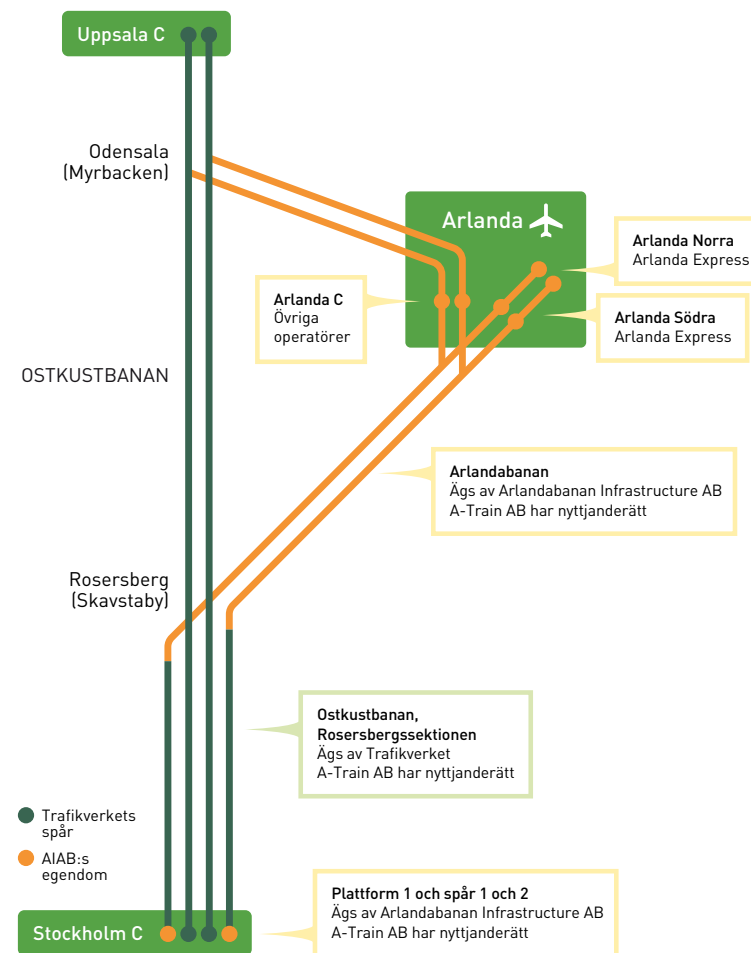 Uppsala C
Odensala
(Myrbacken)
Arlanda
Arlanda Norra
Arlanda Express
Arlanda C
Övriga
operatörer
Arlanda Södra
Arlanda Express
OSTKUSTBANAN
Arlandabanan
Ägs av Arlandabanan Infrastructure AB
A-Train AB har nyttjanderätt
Rosersberg
(Skavstaby)
Ostkustbanan,
Rosersbergssektionen
Ägs av Trafikverket
A-Train AB har nyttjanderätt
Trafikverkets
spår
AIAB:s
egendom
Plattform 1 och spår 1 och 2
Ägs av Arlandabanan Infrastructure AB
A-Train AB har nyttjanderätt
Stockholm C